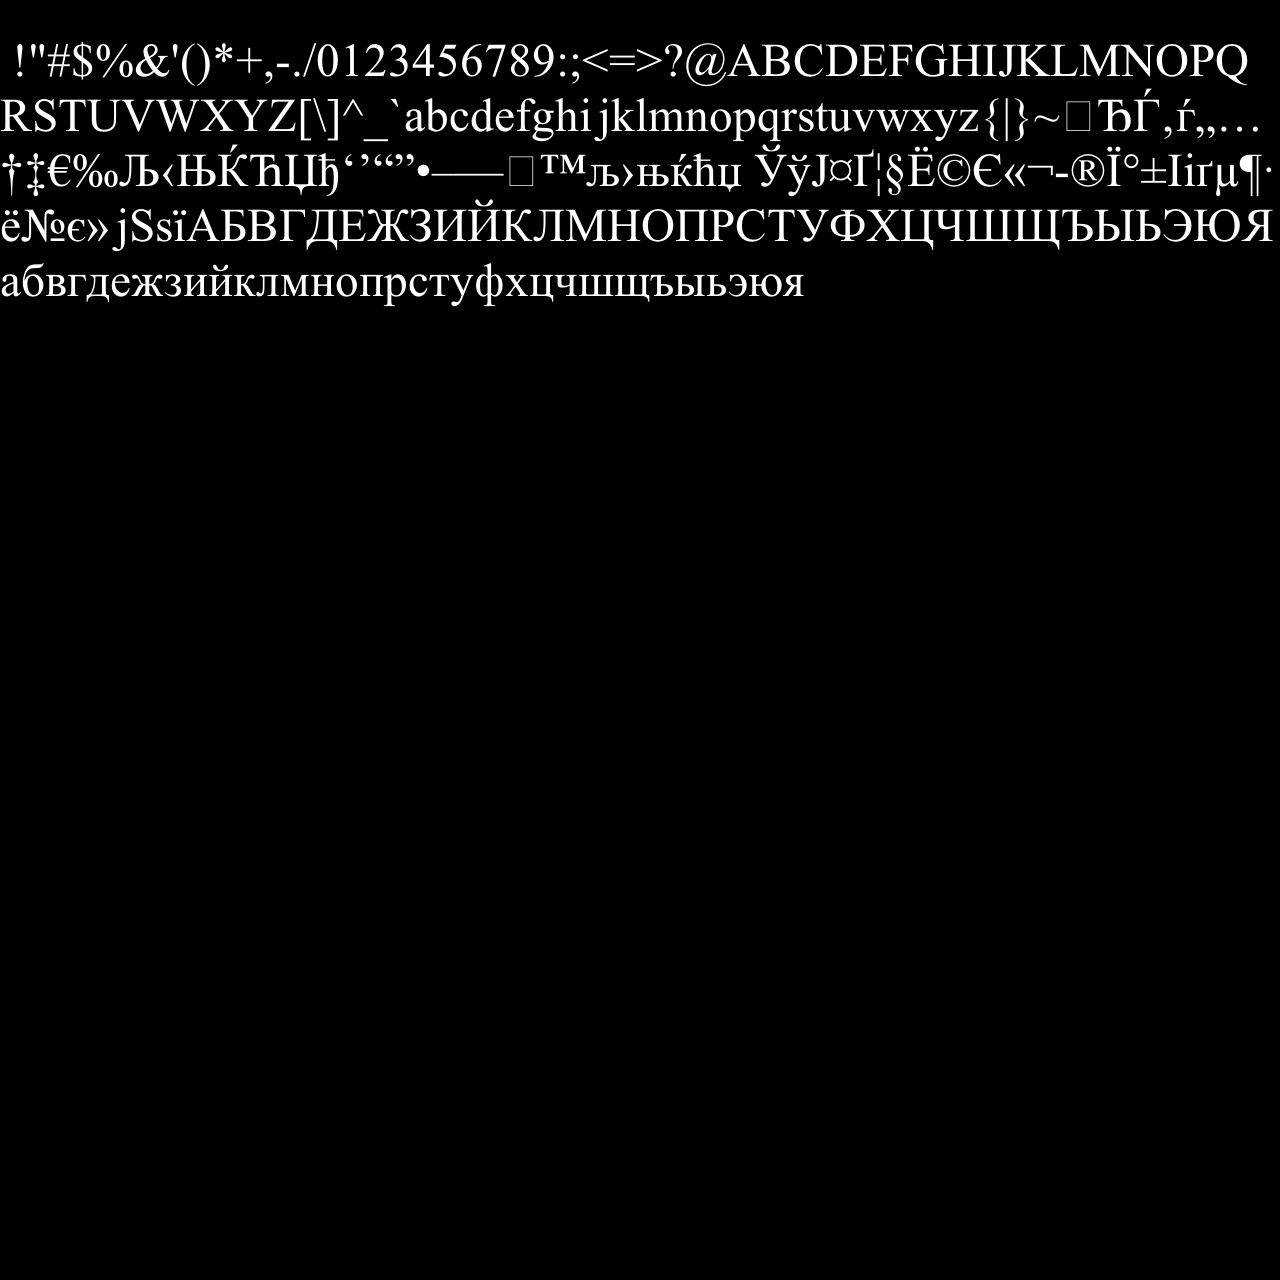 !"#$%&'()*+,-./0123456789:;<=>?@ABCDEFGHIJKLMNOPQ
RSTUVWXYZ[\]^_`abcdefghijklmnopqrstuvwxyz{|}~□ЂЃ‚ѓ„…
†‡€‰Љ‹ЊЌЋЏђ‘’“”•–—□™љ›њќћџ ЎўЈ¤Ґ¦§Ё©Є«¬-®Ї°±Ііґµ¶·
ё№є»јЅѕїАБВГДЕЖЗИЙКЛМНОПРСТУФХЦЧШЩЪЫЬЭЮЯ
абвгдежзийклмнопрстуфхцчшщъыьэюя